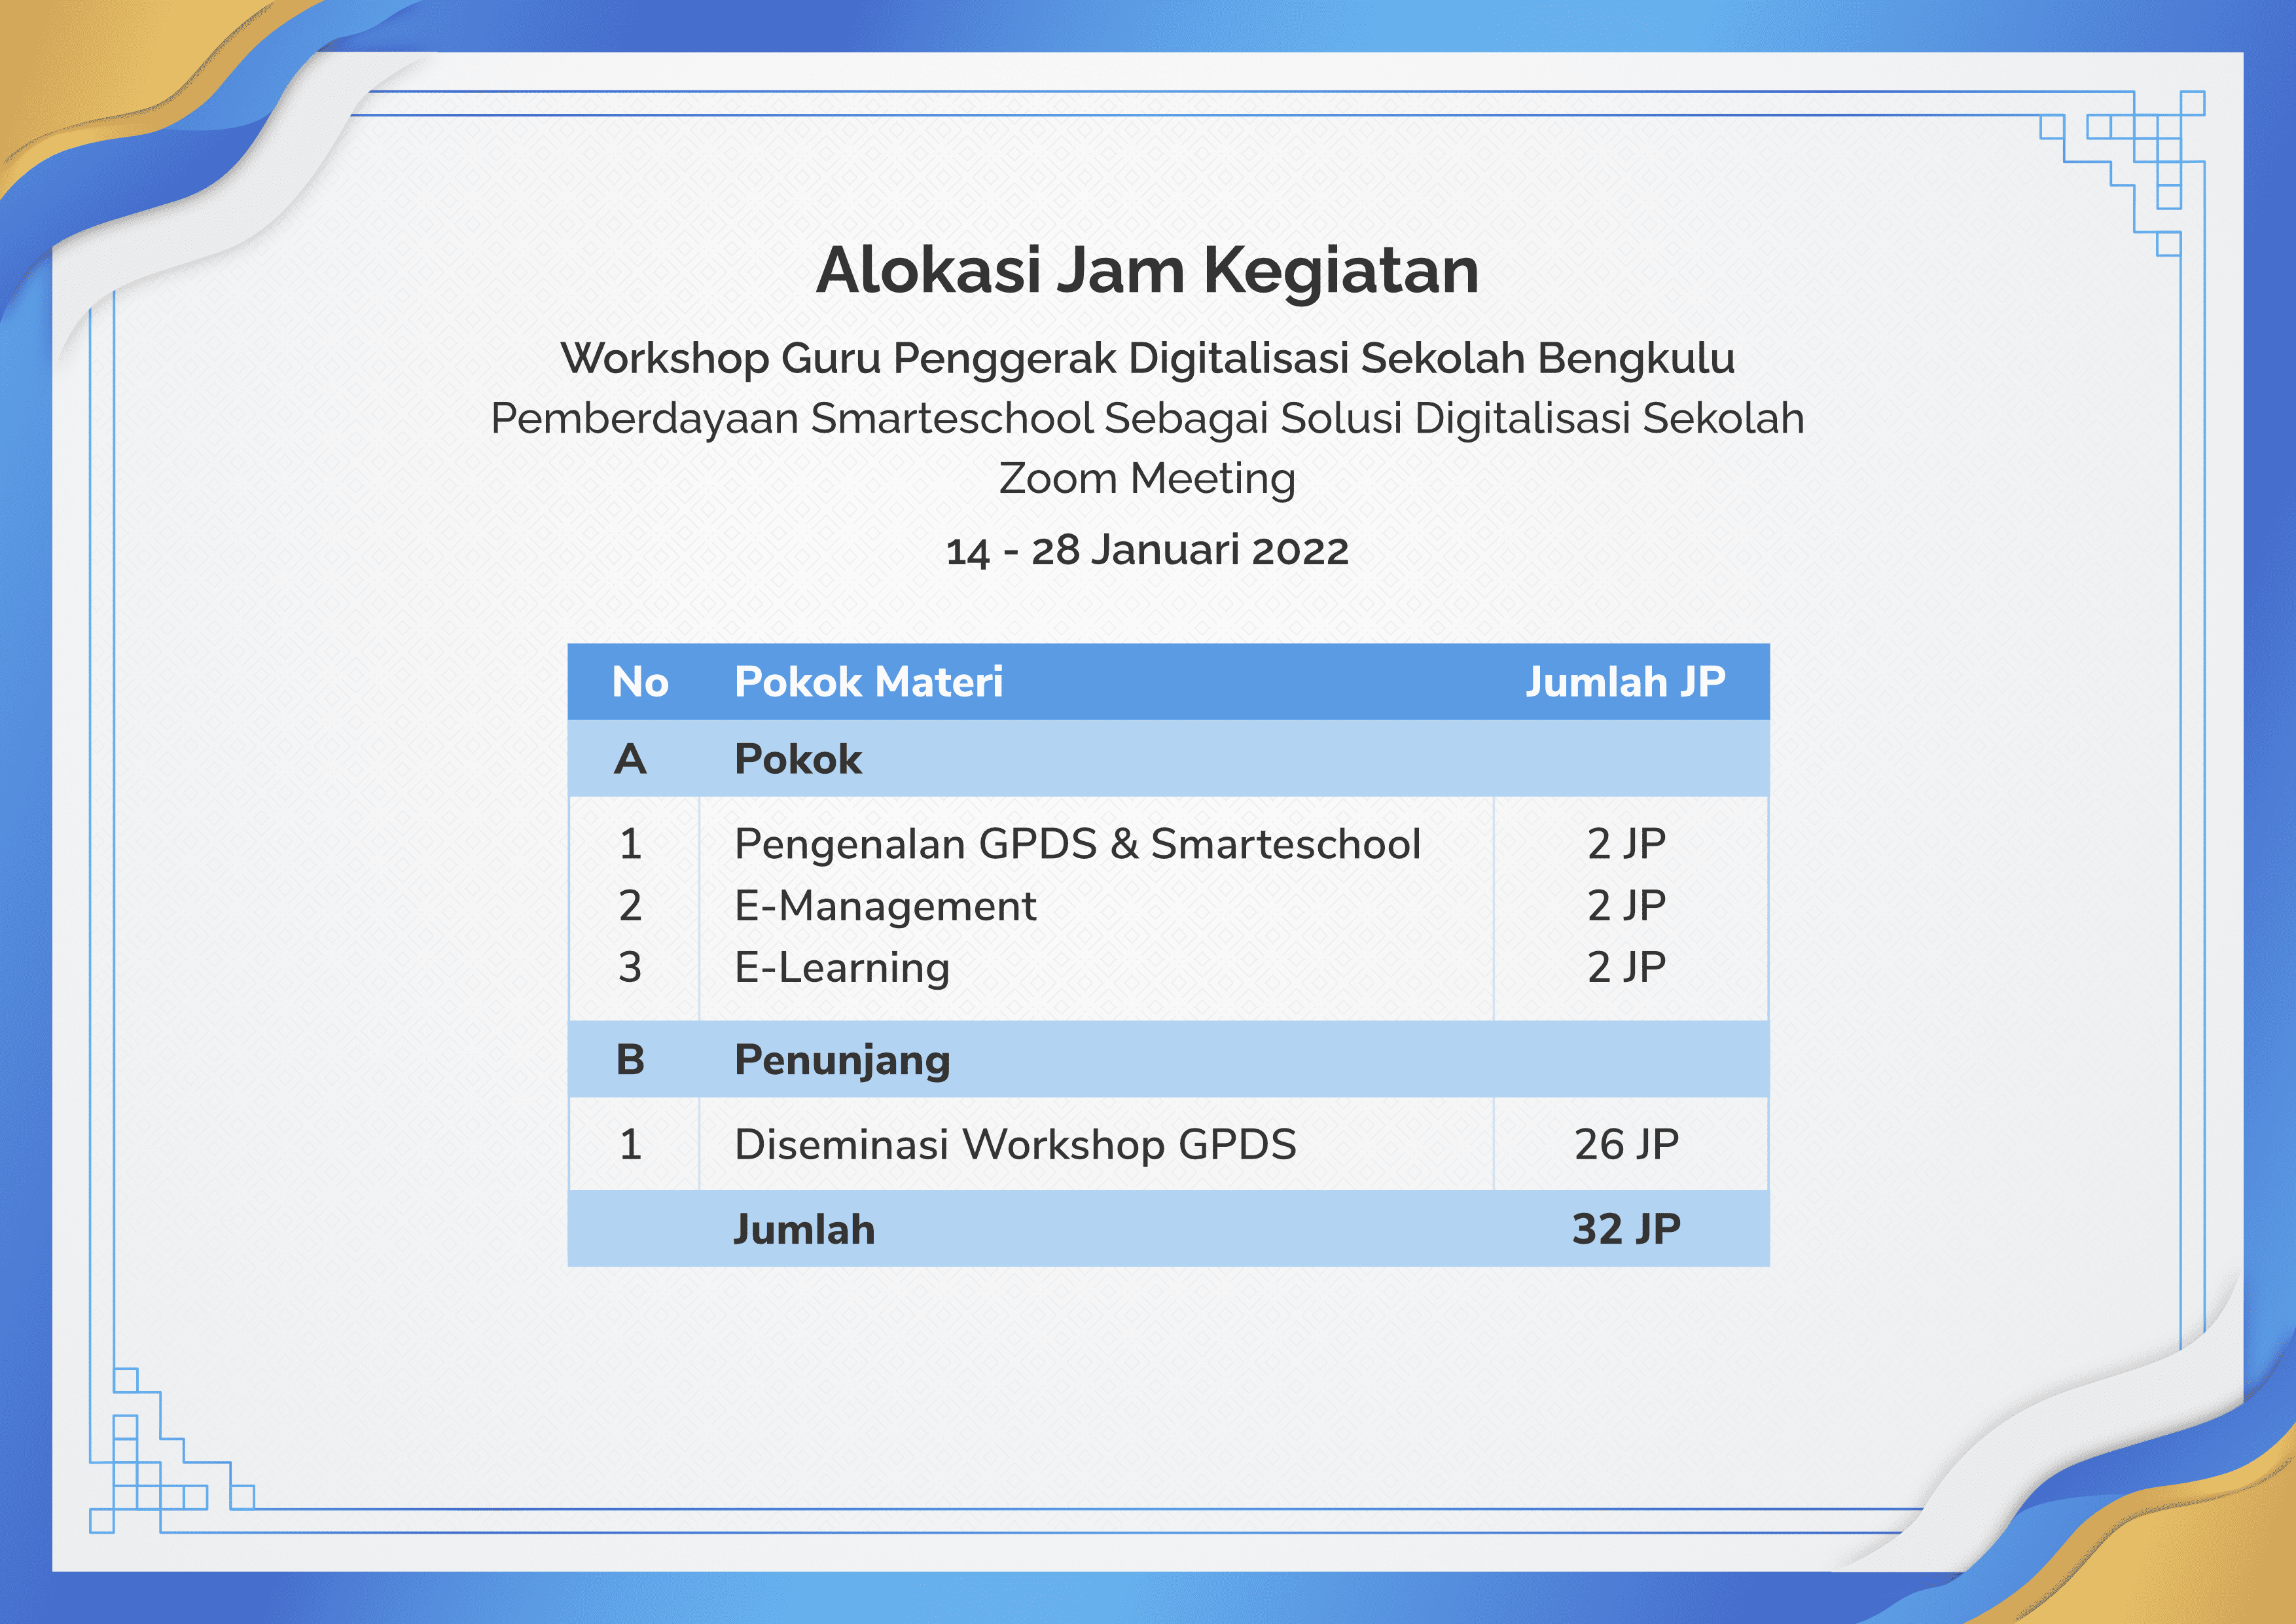 Alokasi Jam Kegiatan
Workshop Guru Penggerak Digitalisasi Sekolah Bengkulu
Pemberdayaan Smarteschool Sebagai Solusi Digitalisasi Sekolah
Zoom Meeting
14 - 28 Januari 2022
No Pokok Materi Jumlah JP
A Pokok
1 Pengenalan GPDS & Smarteschool 2 JP
2 E-Management 2 JP
3 E-Learning 2 JP
B Penunjang
1 Diseminasi Workshop GPDS 26 JP
Jumlah 32 JP